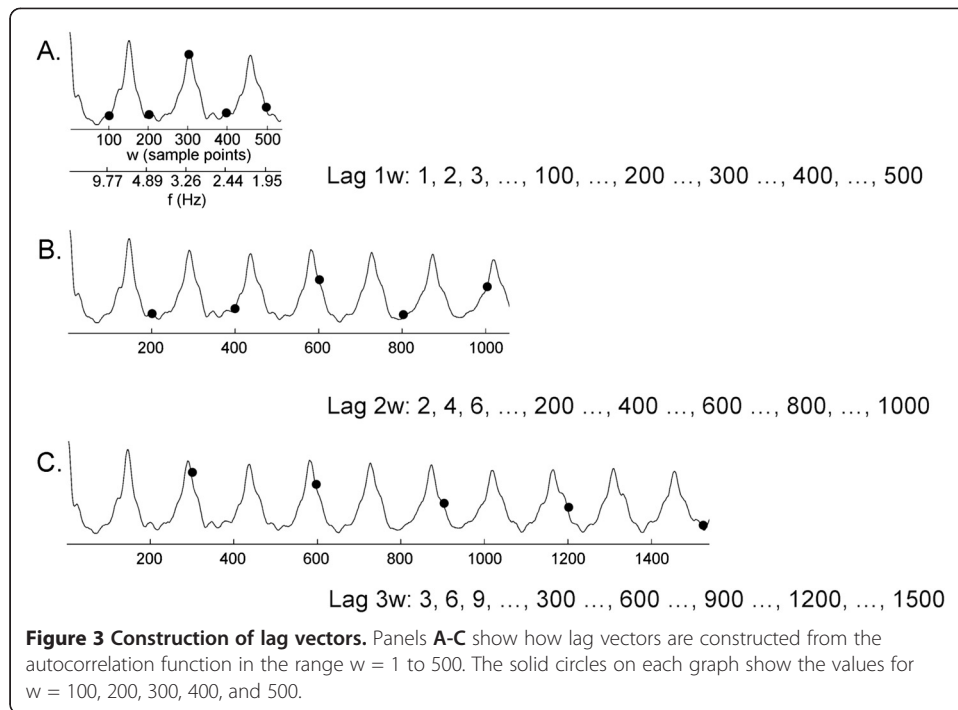 A.
100 200 300 400 500
w (sample points)
9.77 4.89 3.26 2.44 1.95
f (Hz)
Lag 1w: 1, 2, 3, ..., 100, ..., 200 ..., 300 ..., 400, ..., 500
B.
200 400 600 800 1000
Lag 2w: 2, 4, 6, ..., 200 ..., 400 ..., 600 ..., 800, ..., 1000
C.
200 400 600 800 1000 1200 1400
Lag 3w: 3, 6, 9, ..., 300 ..., 600 ..., 900 ..., 1200, ..., 1500
Figure 3 Construction of lag vectors. Panels A-C show how lag vectors are constructed from the
autocorrelation function in the range w = 1 to 500. The solid circles on each graph show the values for
w = 100, 200, 300, 400, and 500.